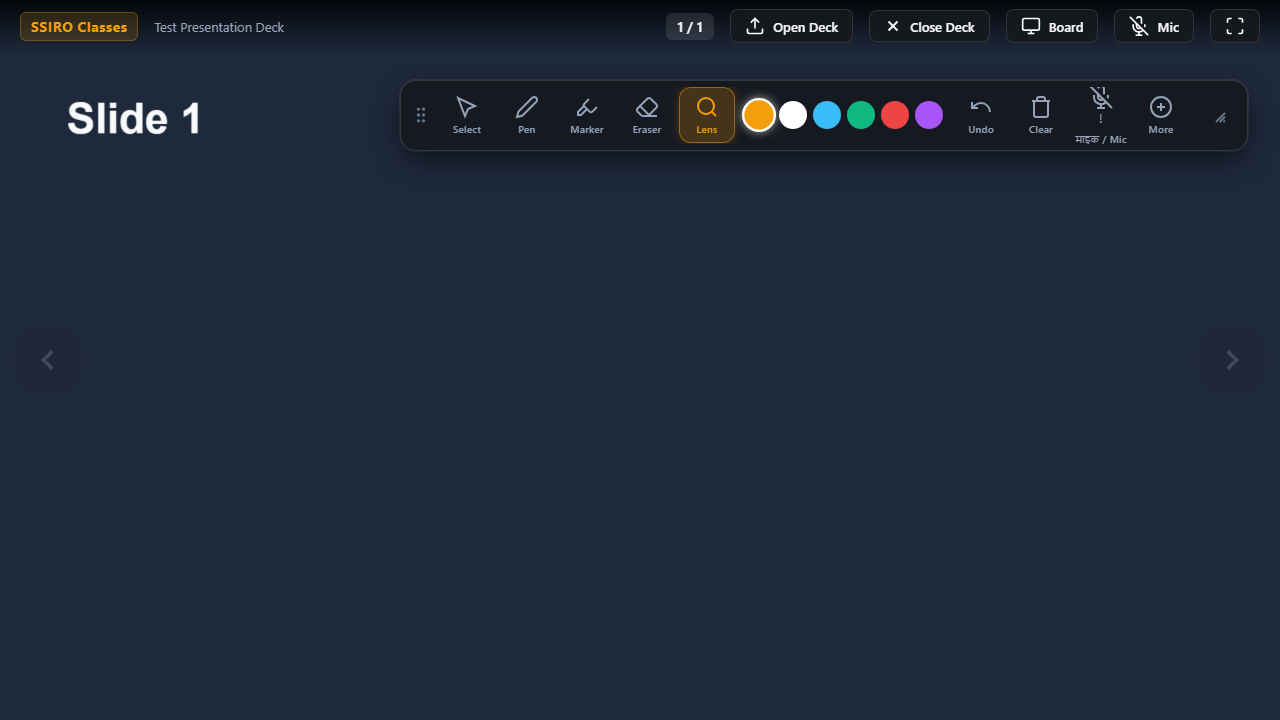 SSIRO Classes
Test Presentation Deck
1 / 1
Open Deck
Close Deck
Board
Mic
Slide 1
Select
Pen
Marker
Eraser
Lens
Undo
Clear
!
माइक / Mic
More